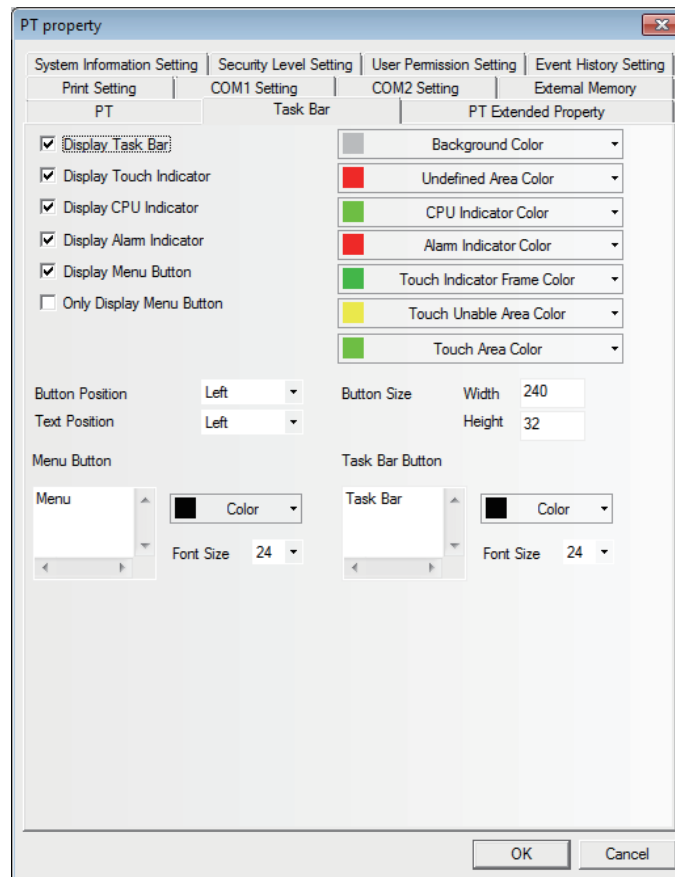 PT property
System Information Setting Security Level Setting User Permission Setting Event History Setting
Print Setting COM1 Setting COM2 Setting External Memory
PT Task Bar PT Extended Property
Display Task Bar Background Color
Display Touch Indicator Undefined Area Color
Display CPU Indicator CPU Indicator Color
Display Alarm Indicator Alarm Indicator Color
Display Menu Button Touch Indicator Frame Color
Only Display Menu Button Touch Unable Area Color
Touch Area Color
Button Position Left Button Size Width 240
Text Position Left Height 32
Menu Button Task Bar Button
Menu Color Task Bar Color
Font Size 24 Font Size 24
OK Cancel